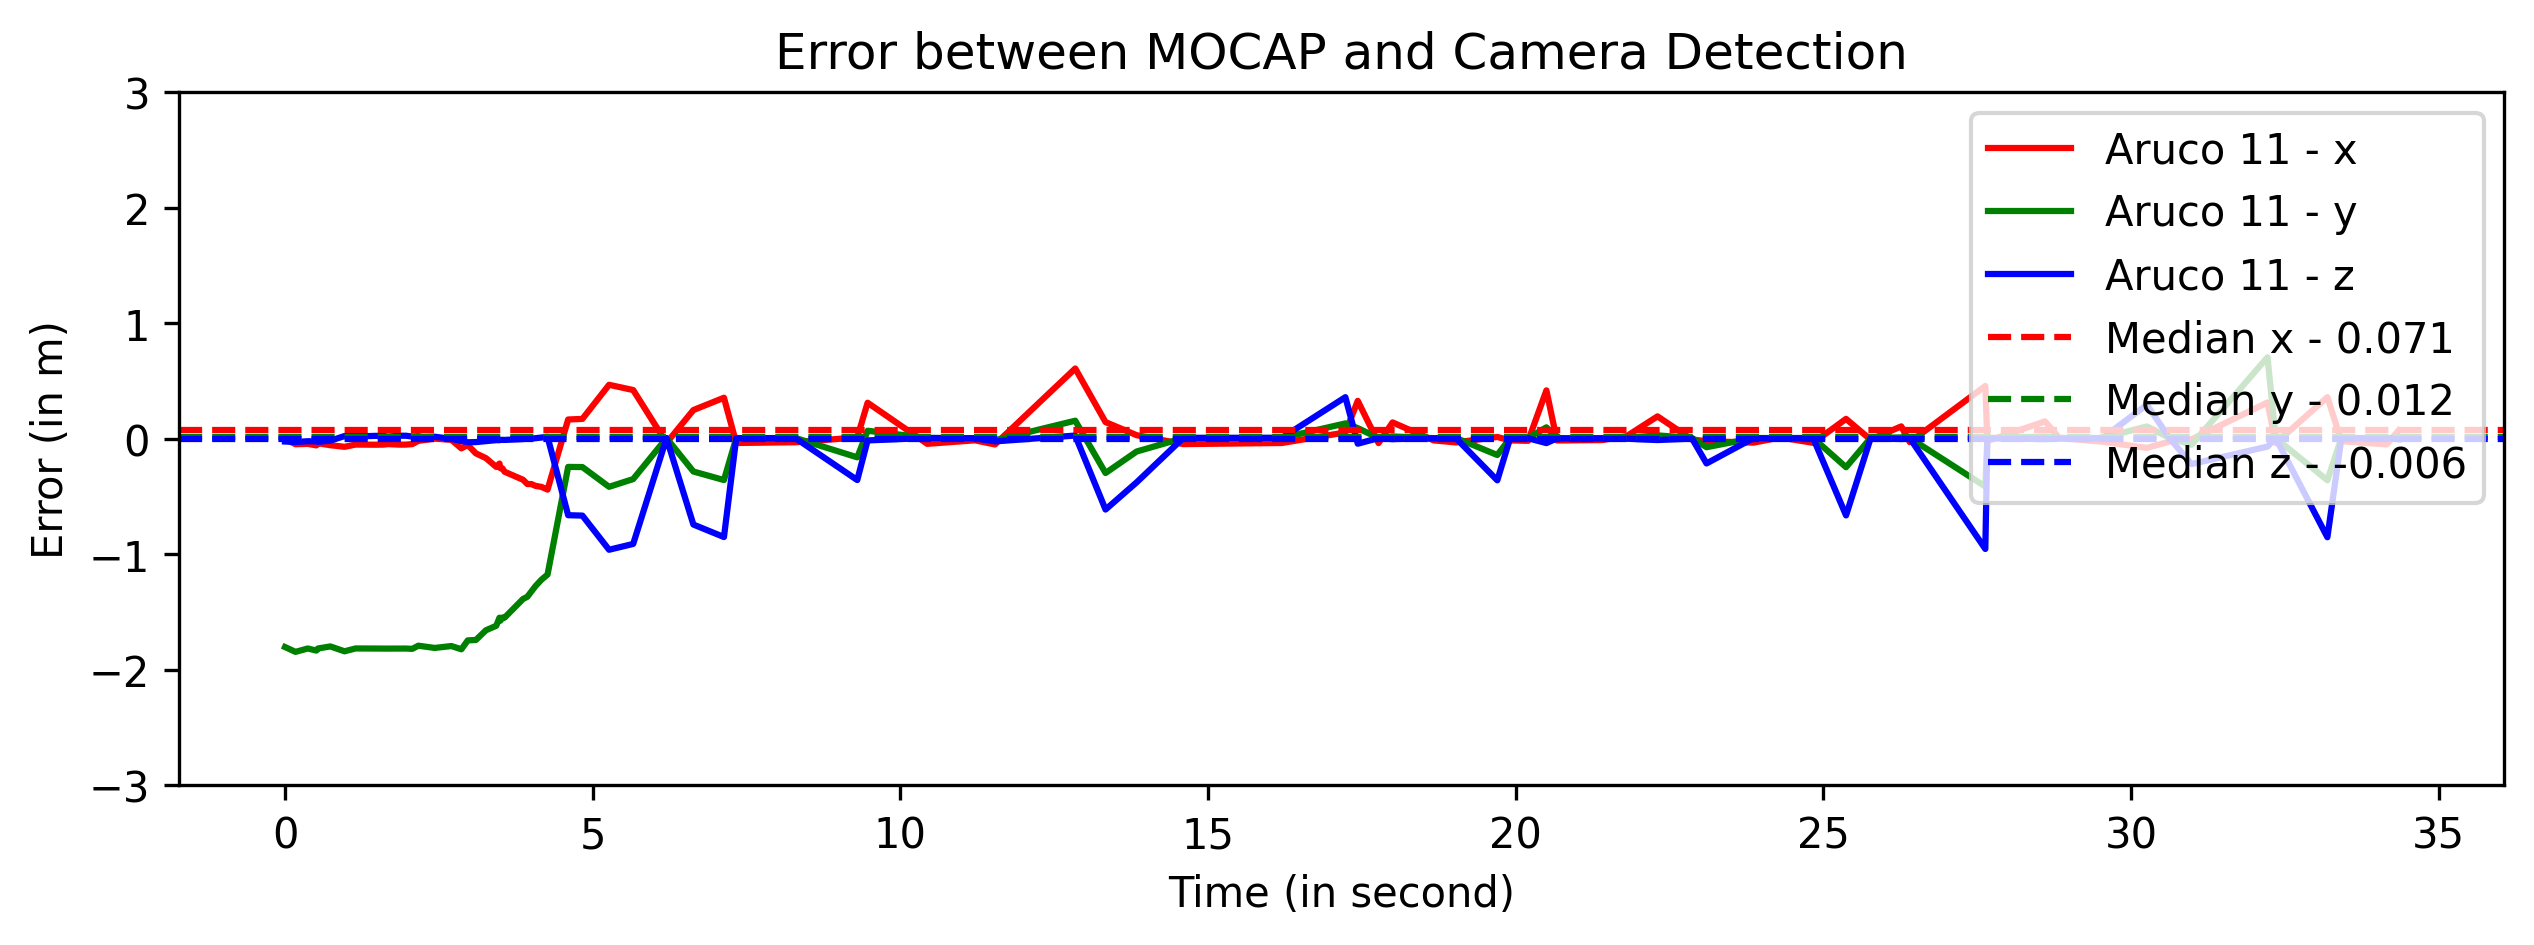 Error between MOCAP and Camera Detection
3
2
1
0
−1
−2
−3
Error (in m)
Aruco 11 - x
Aruco 11 - y
Aruco 11 - z
Median x - 0.071
Median y - 0.012
Median z - -0.006
0 5 10 15 20 25 30 35
Time (in second)